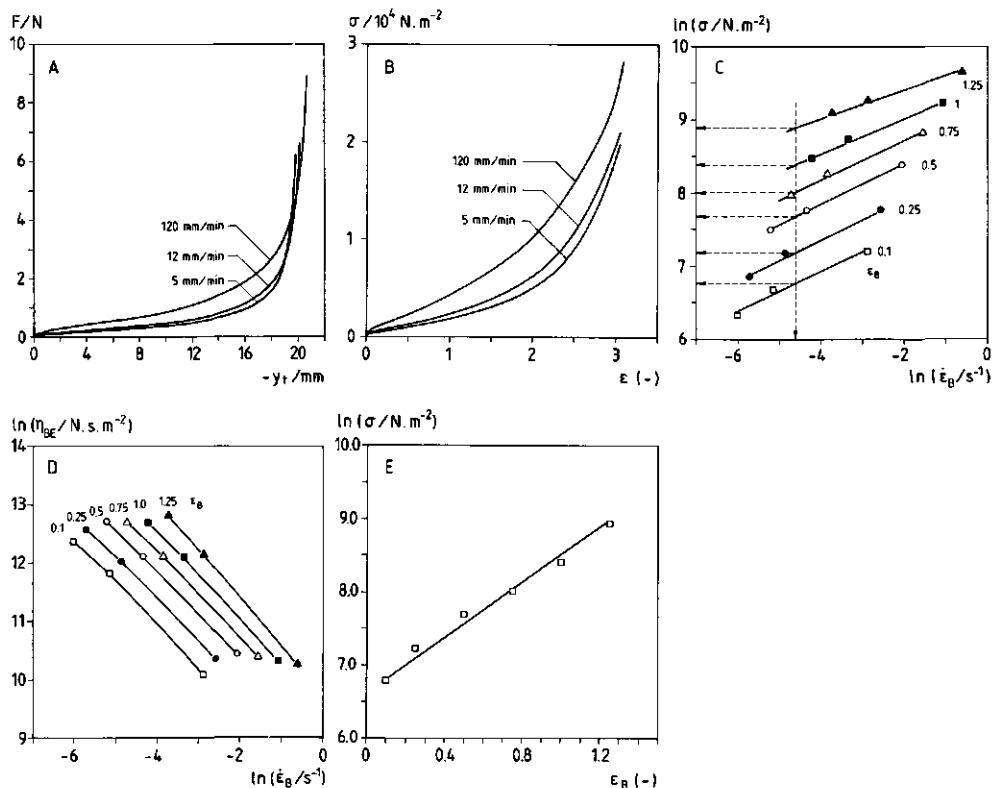 F/N
10
8
6
4
2
0
A
120 mm/min
12 mm/min
5 mm/min
0 4 8 12 16 20
-yₜ/mm
σ/10⁴ N.m⁻²
3
2
1
0
B
120 mm/min
12 mm/min
5 mm/min
0 1 2 3
ε (-)
ln(σ/N.m⁻²)
10
9
8
7
6
C
1.25
1
0.75
0.5
0.25
0.1
ε_B
-6 -4 -2 0
ln(ε̇_B/s⁻¹)
ln(η_BE/N.s.m⁻²)
14
13
12
11
10
9
D
0.1 0.25 0.5 0.75 1.0 1.25 ε_B
-6 -4 -2 0
ln(ε̇_B/s⁻¹)
ln(σ/N.m⁻²)
10.0
9.0
8.0
7.0
6.0
E
0 0.4 0.8 1.2
ε_B(-)